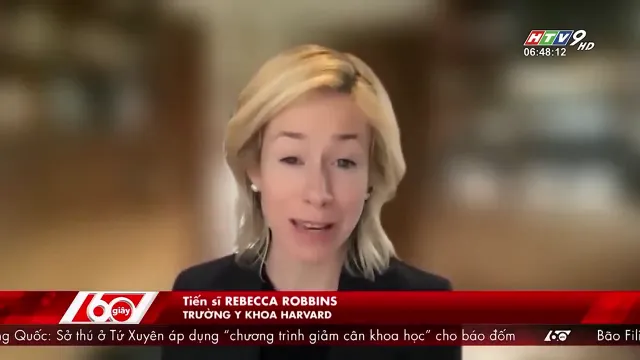 HTV9 HD
06:48:12
Tiến sĩ REBECCA ROBBINS
TRƯỜNG Y KHOA HARVARD
60 giây
ng Quốc: Sở thú ở Tứ Xuyên áp dụng “chương trình giảm cân khoa học” cho báo đốm 60 Bão Fil